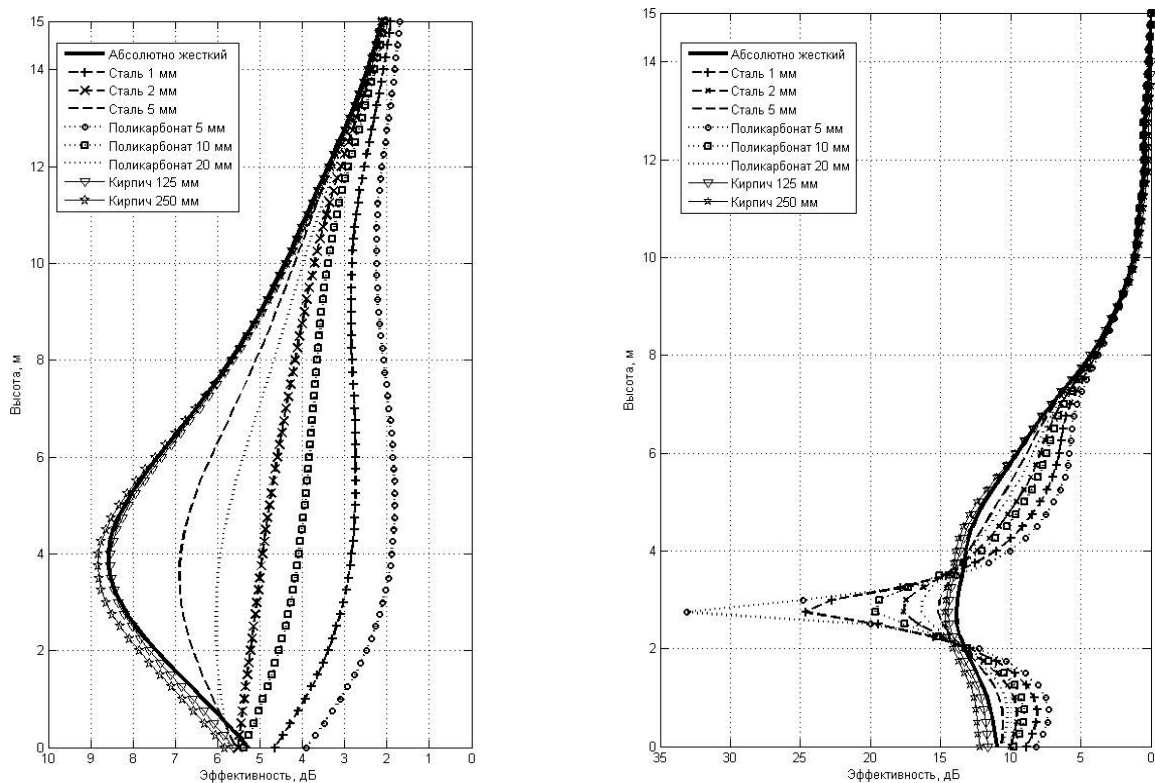 15
14
12
10
8
6
4
2
0
Высота, м
Абсолютно жесткий
Сталь 1 мм
Сталь 2 мм
Сталь 5 мм
Поликарбонат 5 мм
Поликарбонат 10 мм
Поликарбонат 20 мм
Кирпич 125 мм
Кирпич 250 мм
10 9 8 7 6 5 4 3 2 1 0
Эффективность, дБ
15
14
12
10
8
6
4
2
0
Высота, м
Абсолютно жесткий
Сталь 1 мм
Сталь 2 мм
Сталь 5 мм
Поликарбонат 5 мм
Поликарбонат 10 мм
Поликарбонат 20 мм
Кирпич 125 мм
Кирпич 250 мм
35 30 25 20 15 10 5 0
Эффективность, дБ